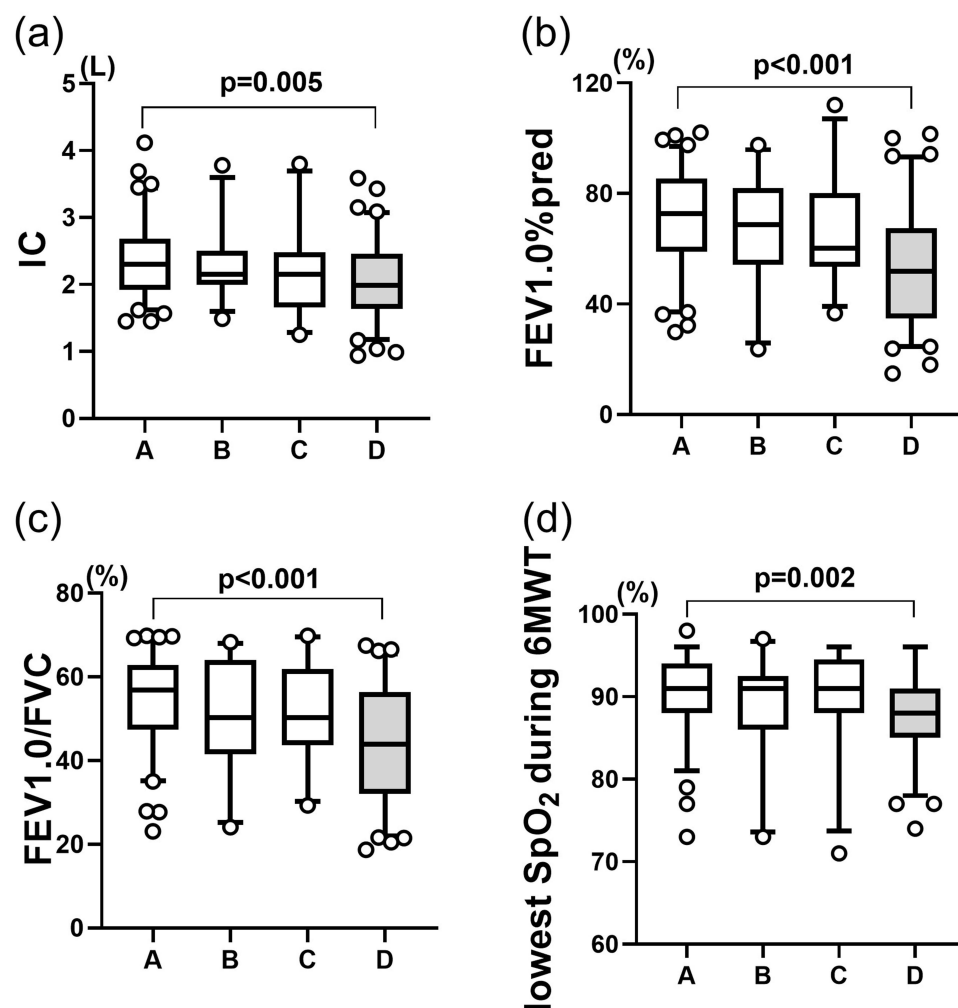 (a)
(L)
5
4
3
2
1
0
IC
p=0.005
A B C D
(b)
(%)
120
80
40
0
FEV1.0%pred
p<0.001
A B C D
(c)
(%)
80
60
40
20
0
FEV1.0/FVC
p<0.001
A B C D
(d)
(%)
100
90
80
70
60
lowest SpO₂ during 6MWT
p=0.002
A B C D